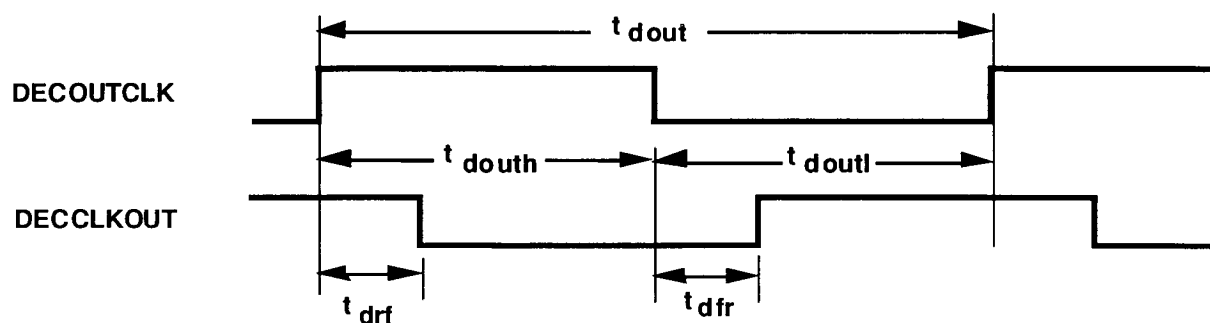 t dout
DECOUTCLK
t douth
t doutl
DECCLKOUT
t drf
t dfr